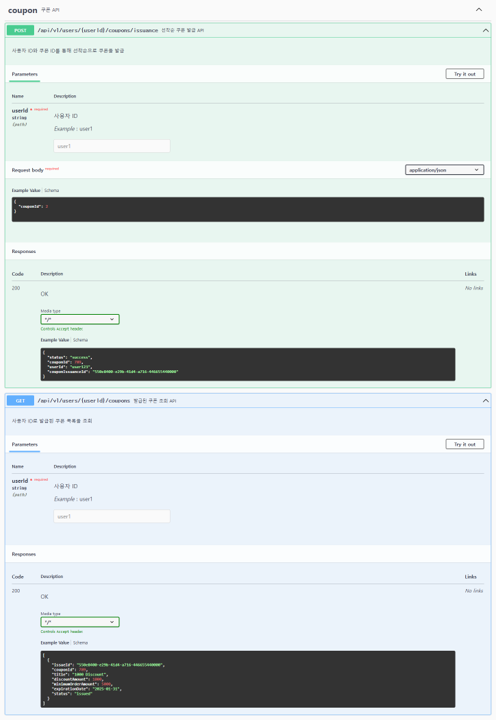 coupon 쿠폰 API
POST /api/v1/users/{userId}/coupons/issuance 선착순 쿠폰 발급 API
사용자 ID와 쿠폰 ID를 통해 선착순으로 쿠폰을 발급
Parameters Try it out
Name Description
userId * required 사용자 ID
string
(path) Example : user1
user1
Request body required application/json
Example Value Schema
{
"couponId":
}
Responses
Code Description Links
200 OK No links
Media type
*/*
Controls Accept header.
Example Value Schema
{
"status": "success",
"couponId":
"userId": "user123",
"couponIssuanceId": "550e8400-e29b-41d4-a716-446655440000"
}
GET /api/v1/users/{userId}/coupons 발급된 쿠폰 조회 API
사용자 ID로 발급된 쿠폰 목록을 조회
Parameters Try it out
Name Description
userId * required 사용자 ID
string
(path) Example : user1
user1
Responses
Code Description Links
200 OK No links
Media type
*/*
Controls Accept header.
Example Value Schema
[
{
"issuerId": "550e8400-e29b-41d4-a716-446655440000",
"couponId":
"title": "1000 Discount",
"discountAmount":
"minimumOrderAmount":
"expirationDate": "2025-01-31",
"status": "issued"
}
]